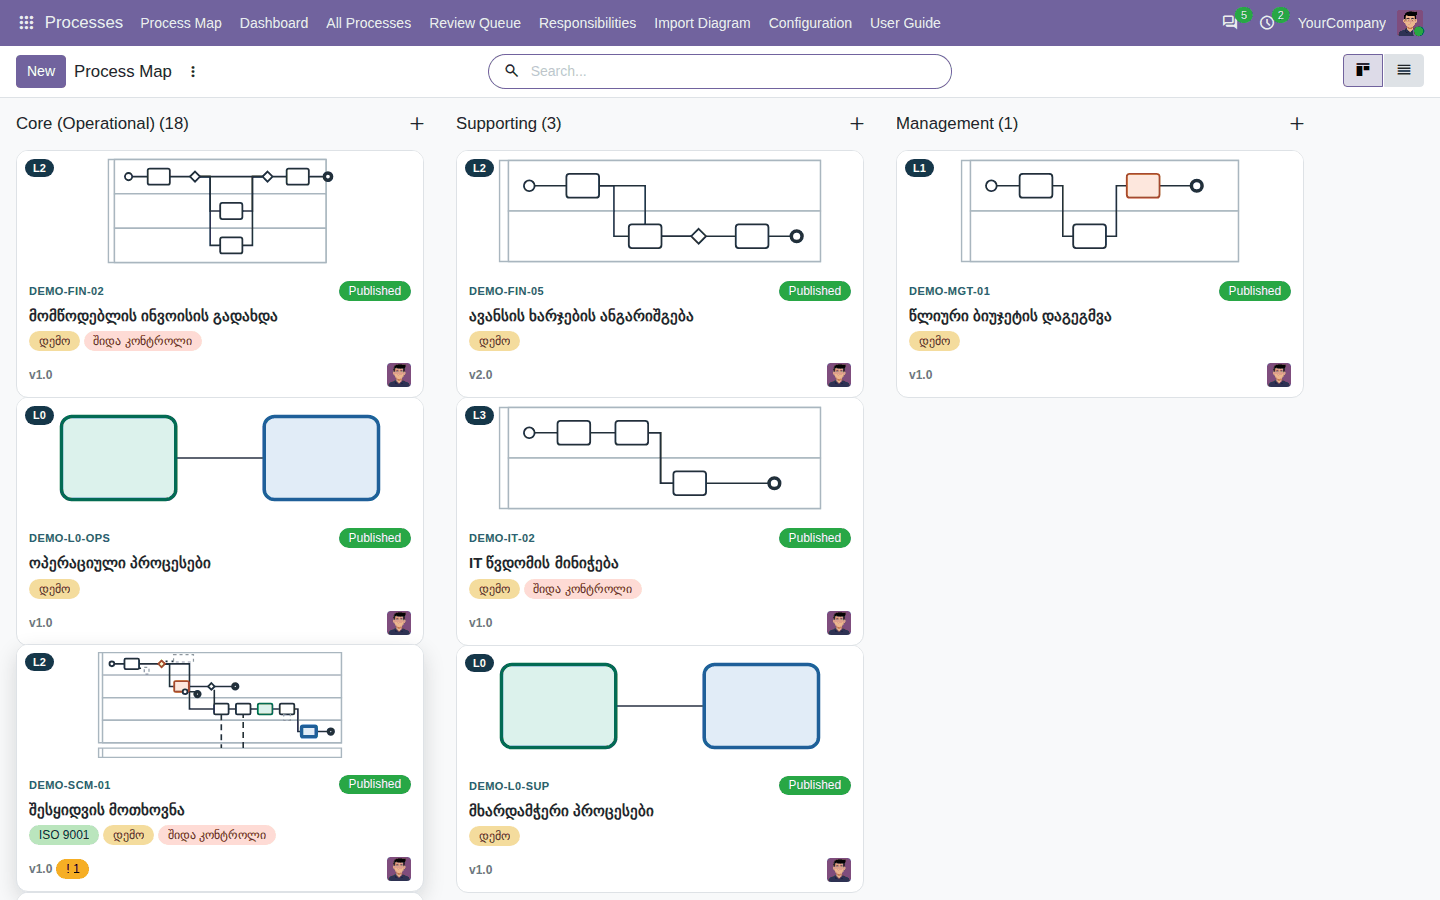 Processes Process Map Dashboard All Processes Review Queue Responsibilities Import Diagram Configuration User Guide 5 2 YourCompany
New Process Map Search...
Core (Operational) (18)
L2
DEMO-FIN-02 Published
მომწოდებლის ინვოისის გადახდა
დემო შიდა კონტროლი
v1.0
L0
DEMO-L0-OPS Published
ოპერაციული პროცესები
დემო
v1.0
L2
DEMO-SCM-01 Published
შესყიდვის მოთხოვნა
ISO 9001 დემო შიდა კონტროლი
v1.0 ! 1
Supporting (3)
L2
DEMO-FIN-05 Published
ავანსის ხარჯების ანგარიშგება
დემო
v2.0
L3
DEMO-IT-02 Published
IT წვდომის მინიჭება
დემო შიდა კონტროლი
v1.0
L0
DEMO-L0-SUP Published
მხარდამჭერი პროცესები
დემო
v1.0
Management (1)
L1
DEMO-MGT-01 Published
წლიური ბიუჯეტის დაგეგმვა
დემო
v1.0